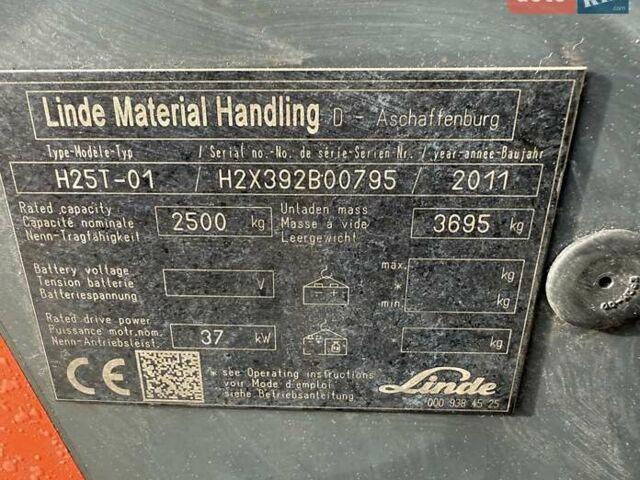 Linde Material Handling D - Aschaffenburg
Type-Modèle-Typ / Serial no.-No. de série-Serien Nr. / year-année-Baujahr
H25T-01 / H2X392B00795 / 2011
Rated capacity
Capacité nominale
Nenn-Tragfähigkeit
2500 kg
Unladen mass
Masse à vide
Leergewicht
3695 kg
Battery voltage
Tension batterie
Batteriespannung
V
max.
*
min.
kg
kg
Rated drive power
Puissance motr.nom.
Nenn-Antriebsleist.
37 kW
kg
CE
* see Operating instructions
voir Mode d'emploi
siehe Betriebsanleitung
Linde
000 938 45 25